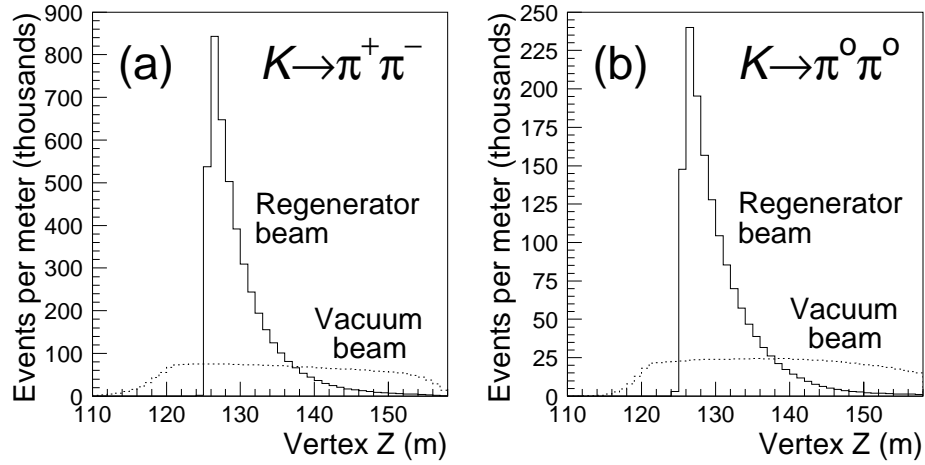 (a)
K→π⁺π⁻
Events per meter (thousands)
900
800
700
600
500
400
300
200
100
0
Regenerator
beam
Vacuum
beam
110 120 130 140 150
Vertex Z (m)
(b)
K→π⁰π⁰
Events per meter (thousands)
250
225
200
175
150
125
100
75
50
25
0
Regenerator
beam
Vacuum
beam
110 120 130 140 150
Vertex Z (m)